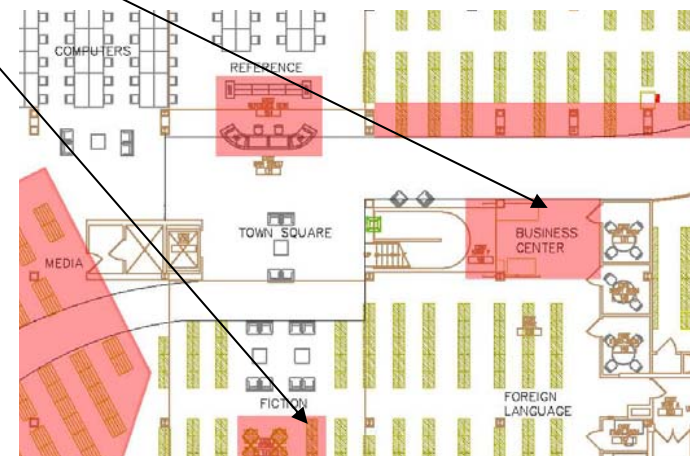 COMPUTERS
REFERENCE
TOWN SQUARE
BUSINESS
CENTER
MEDIA
FICTION
FOREIGN
LANGUAGE